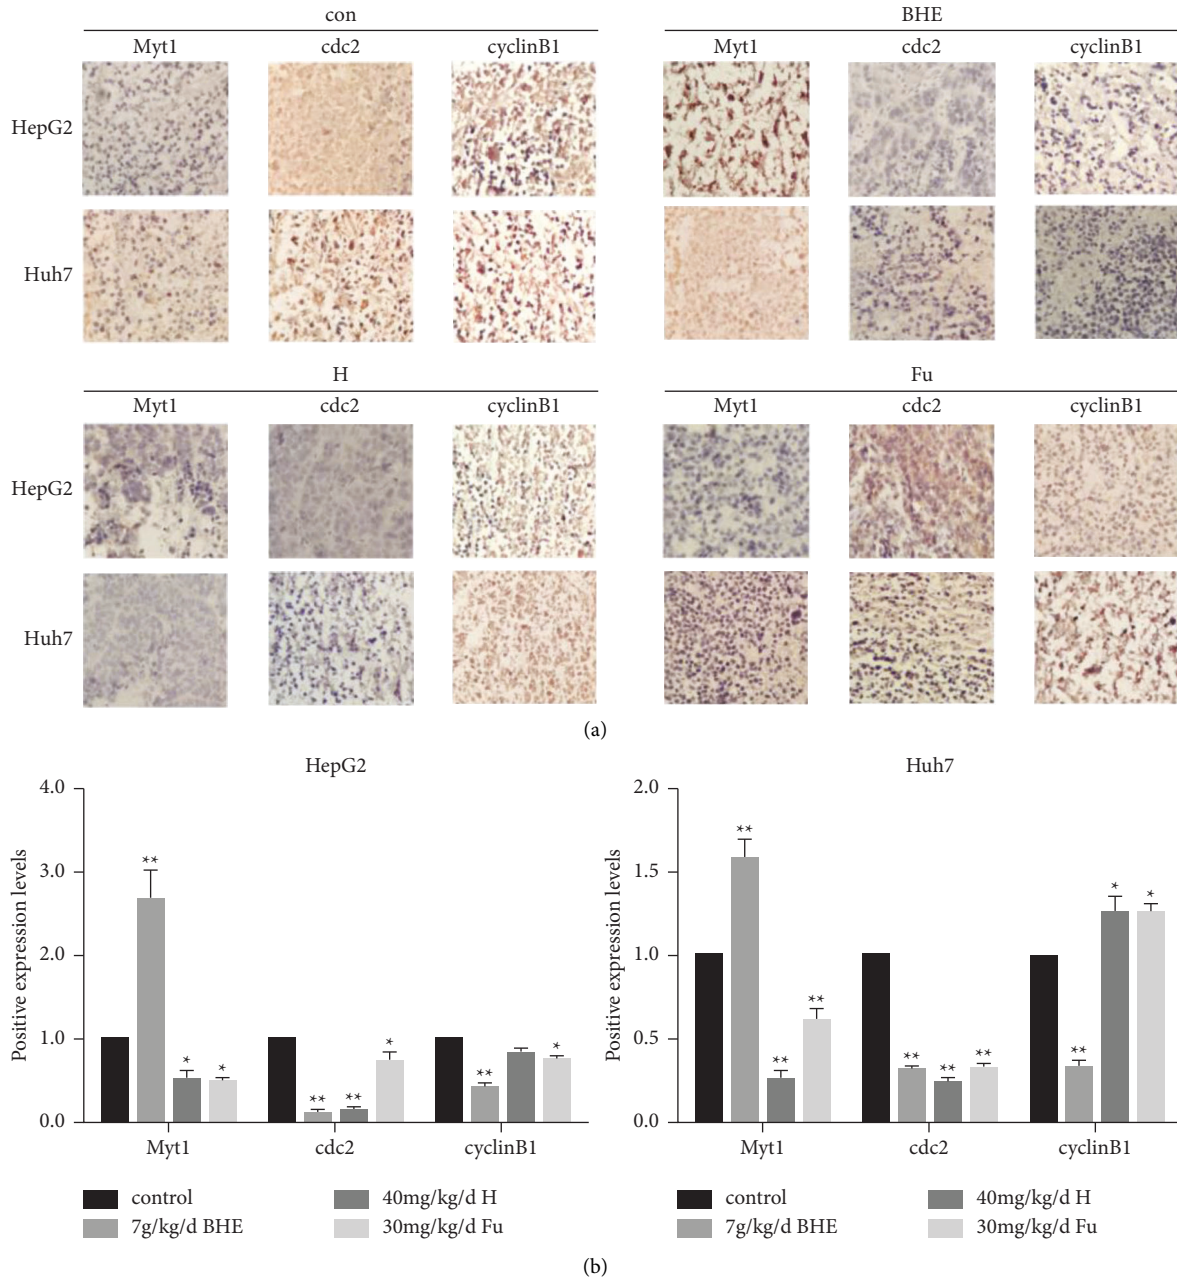 con BHE
Myt1 cdc2 cyclinB1 Myt1 cdc2 cyclinB1
HepG2
Huh7
H Fu
Myt1 cdc2 cyclinB1 Myt1 cdc2 cyclinB1
HepG2
Huh7
(a)
HepG2
Positive expression levels
4.0
3.0
2.0
1.0
0.0
** * *
** ** *
** *
Myt1 cdc2 cyclinB1
control
7g/kg/d BHE
40mg/kg/d H
30mg/kg/d Fu
Huh7
Positive expression levels
2.0
1.5
1.0
0.5
0.0
** ** **
** ** **
** * *
Myt1 cdc2 cyclinB1
control
7g/kg/d BHE
40mg/kg/d H
30mg/kg/d Fu
(b)